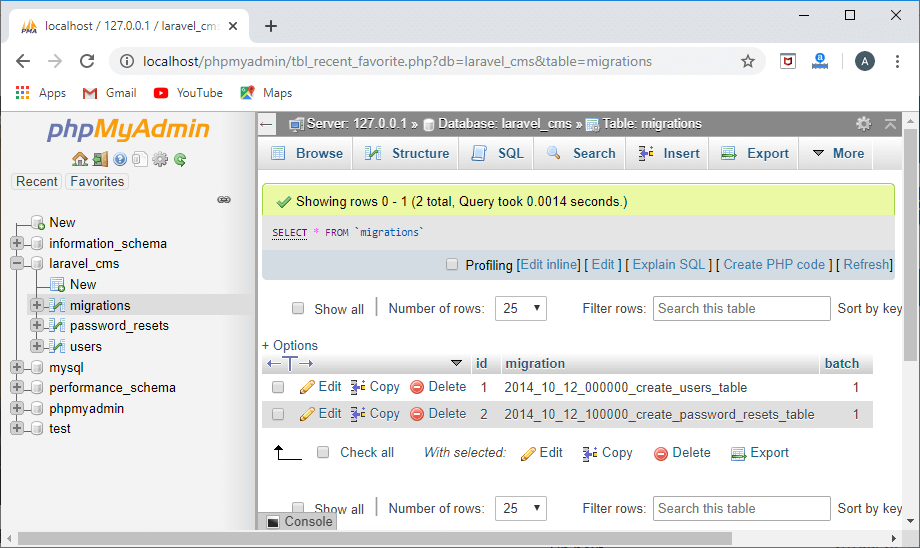 localhost / 127.0.0.1 / laravel_cms
localhost/phpmyadmin/tbl_recent_favorite.php?db=laravel_cms&table=migrations
A
Apps Gmail YouTube Maps
phpMyAdmin
Recent Favorites
New
information_schema
laravel_cms
New
migrations
password_resets
users
mysql
performance_schema
phpmyadmin
test
Server: 127.0.0.1 » Database: laravel_cms » Table: migrations
Browse Structure SQL Search Insert Export More
Showing rows 0 - 1 (2 total, Query took 0.0014 seconds.)
SELECT * FROM `migrations`
Profiling [Edit inline] [ Edit ] [ Explain SQL ] [ Create PHP code ] [ Refresh]
Show all Number of rows: 25 Filter rows: Search this table Sort by key
+ Options
←T→ id migration batch
Edit Copy Delete 1 2014_10_12_000000_create_users_table 1
Edit Copy Delete 2 2014_10_12_100000_create_password_resets_table 1
Check all With selected: Edit Copy Delete Export
Show all Number of rows: 25 Filter rows: Search this table Sort by key
Console